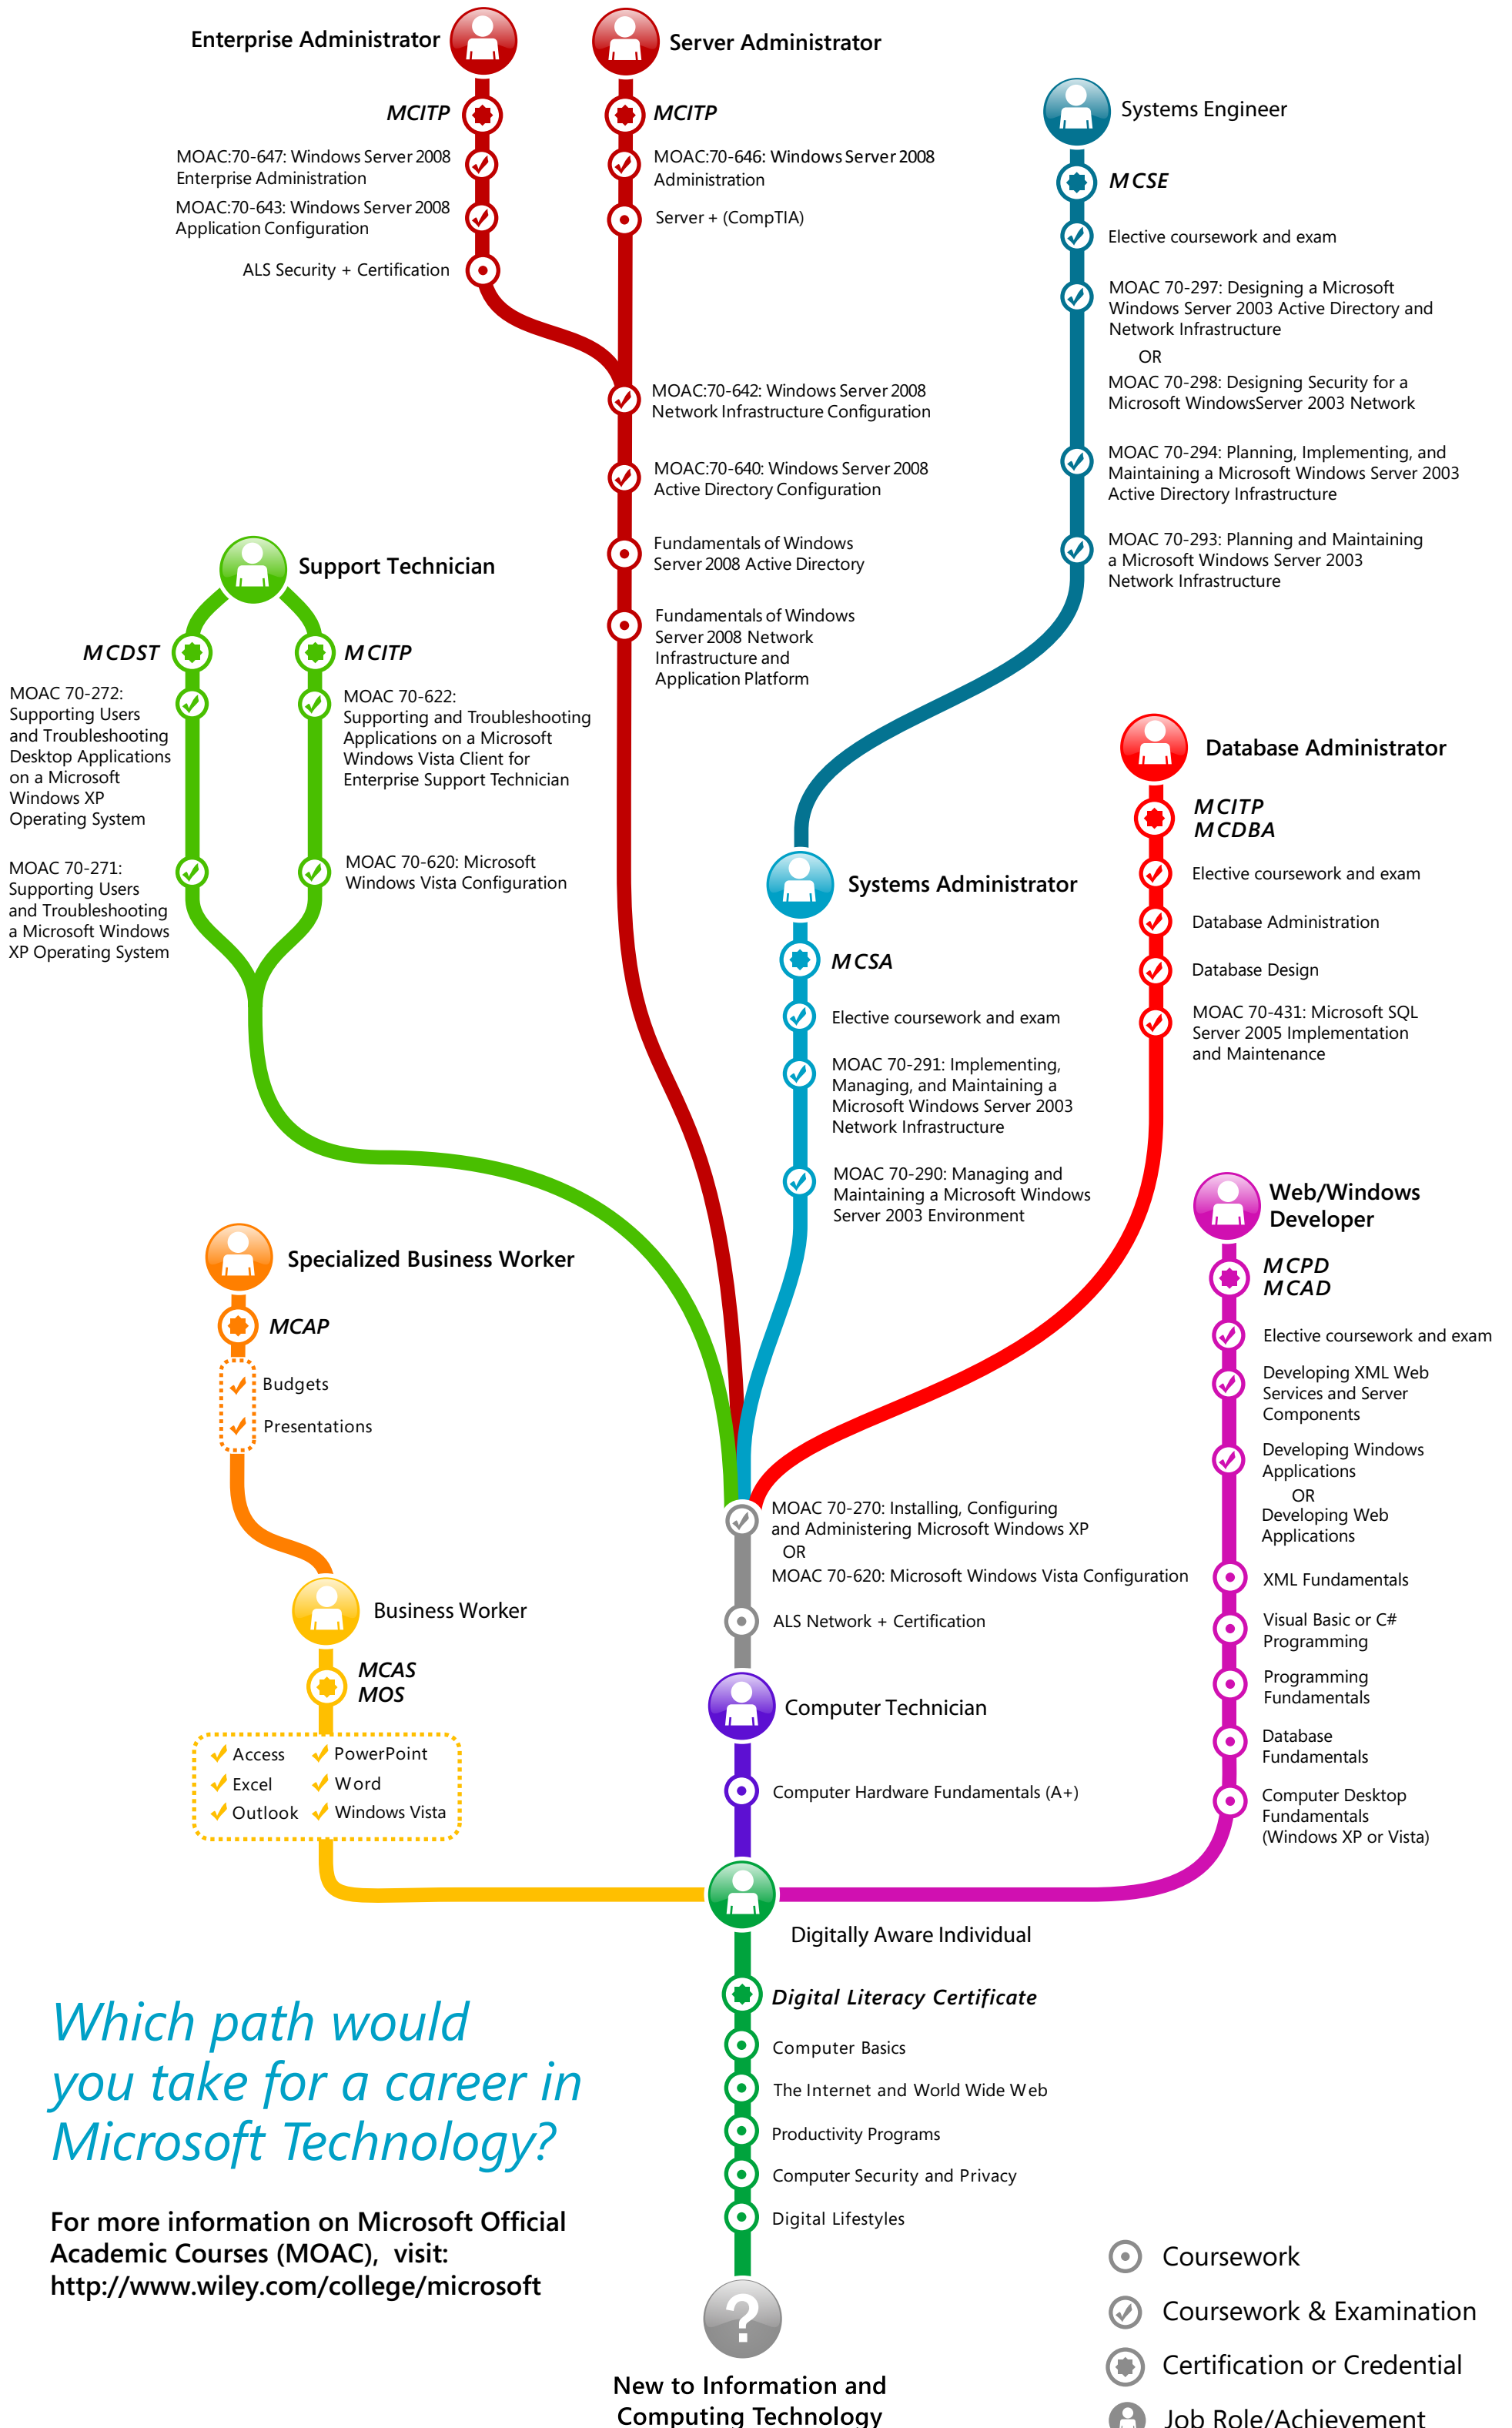 Enterprise Administrator
Server Administrator
MCITP
MOAC:70-647: Windows Server 2008
Enterprise Administration
MOAC:70-643: Windows Server 2008
Application Configuration
ALS Security + Certification
MCITP
MOAC:70-646: Windows Server 2008
Administration
Server + (CompTIA)
MOAC:70-642: Windows Server 2008
Network Infrastructure Configuration
MOAC:70-640: Windows Server 2008
Active Directory Configuration
Fundamentals of Windows
Server 2008 Active Directory
Fundamentals of Windows
Server 2008 Network
Infrastructure and
Application Platform
Systems Engineer
MCSE
Elective coursework and exam
MOAC 70-297: Designing a Microsoft
Windows Server 2003 Active Directory and
Network Infrastructure
OR
MOAC 70-298: Designing Security for a
Microsoft WindowsServer 2003 Network
MOAC 70-294: Planning, Implementing, and
Maintaining a Microsoft Windows Server 2003
Active Directory Infrastructure
MOAC 70-293: Planning and Maintaining
a Microsoft Windows Server 2003
Network Infrastructure
Support Technician
MCDST
MOAC 70-272:
Supporting Users
and Troubleshooting
Desktop Applications
on a Microsoft
Windows XP
Operating System
MOAC 70-271:
Supporting Users
and Troubleshooting
a Microsoft Windows
XP Operating System
MCITP
MOAC 70-622:
Supporting and Troubleshooting
Applications on a Microsoft
Windows Vista Client for
Enterprise Support Technician
MOAC 70-620: Microsoft
Windows Vista Configuration
Systems Administrator
MCSA
Elective coursework and exam
MOAC 70-291: Implementing,
Managing, and Maintaining a
Microsoft Windows Server 2003
Network Infrastructure
MOAC 70-290: Managing and
Maintaining a Microsoft Windows
Server 2003 Environment
Database Administrator
MCITP
MCDBA
Elective coursework and exam
Database Administration
Database Design
MOAC 70-431: Microsoft SQL
Server 2005 Implementation
and Maintenance
Web/Windows
Developer
MCPD
MCAD
Elective coursework and exam
Developing XML Web
Services and Server
Components
Developing Windows
Applications
OR
Developing Web
Applications
XML Fundamentals
Visual Basic or C#
Programming
Programming
Fundamentals
Database
Fundamentals
Computer Desktop
Fundamentals
(Windows XP or Vista)
Specialized Business Worker
MCAP
Budgets
Presentations
Business Worker
MCAS
MOS
Access
Excel
Outlook
PowerPoint
Word
Windows Vista
MOAC 70-270: Installing, Configuring
and Administering Microsoft Windows XP
OR
MOAC 70-620: Microsoft Windows Vista Configuration
ALS Network + Certification
Computer Technician
Computer Hardware Fundamentals (A+)
Digitally Aware Individual
Digital Literacy Certificate
Computer Basics
The Internet and World Wide Web
Productivity Programs
Computer Security and Privacy
Digital Lifestyles
?
New to Information and
Computing Technology
Which path would
you take for a career in
Microsoft Technology?
For more information on Microsoft Official
Academic Courses (MOAC), visit:
http://www.wiley.com/college/microsoft
Coursework
Coursework & Examination
Certification or Credential
Job Role/Achievement